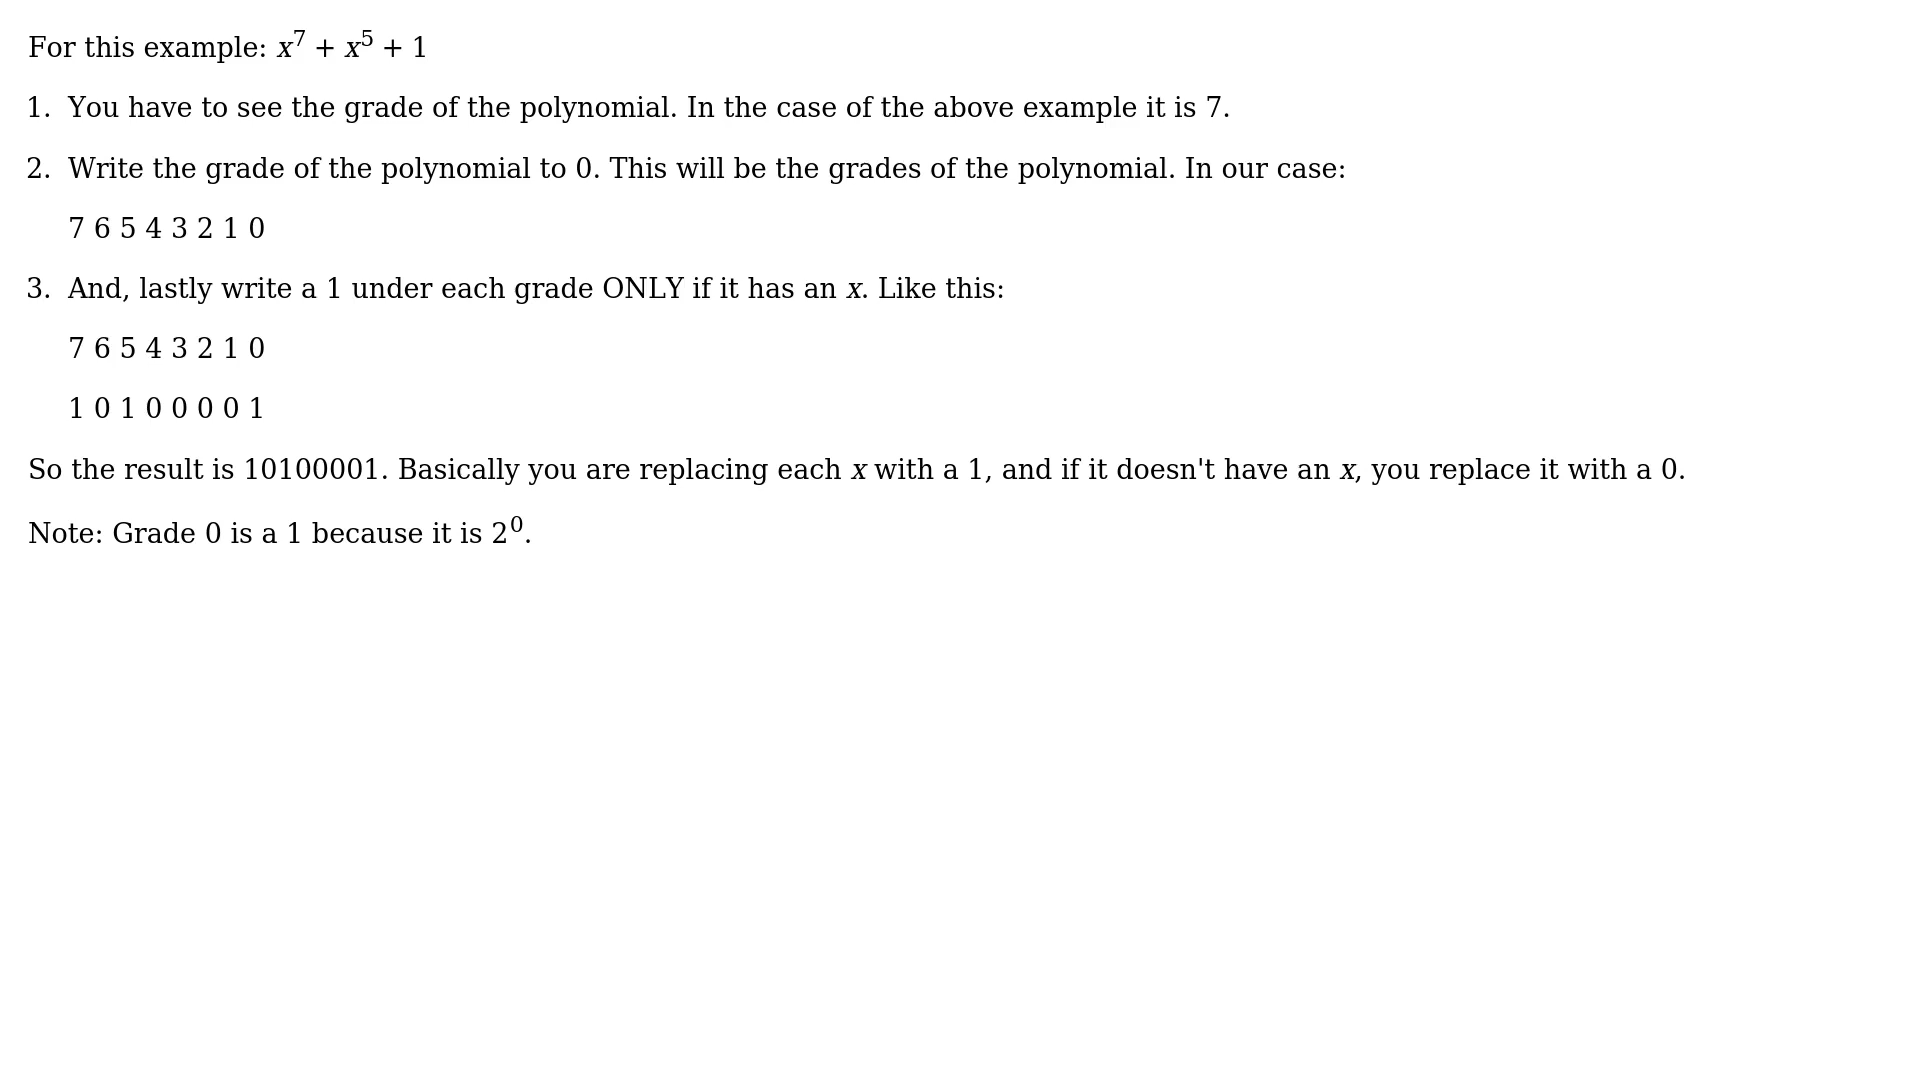 For this example: x⁷ + x⁵ + 1
1. You have to see the grade of the polynomial. In the case of the above example it is 7.
2. Write the grade of the polynomial to 0. This will be the grades of the polynomial. In our case:
7 6 5 4 3 2 1 0
3. And, lastly write a 1 under each grade ONLY if it has an x. Like this:
7 6 5 4 3 2 1 0
1 0 1 0 0 0 0 1
So the result is 10100001. Basically you are replacing each x with a 1, and if it doesn't have an x, you replace it with a 0.
Note: Grade 0 is a 1 because it is 2⁰.